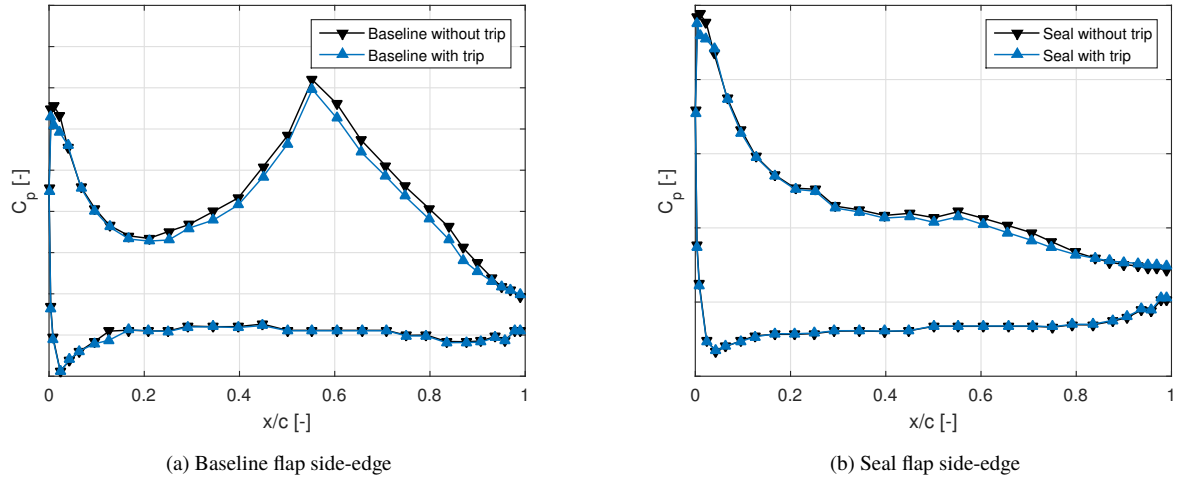 Baseline without trip
Baseline with trip
C_p [-]
0
0.2
0.4
0.6
0.8
1
x/c [-]
(a) Baseline flap side-edge
Seal without trip
Seal with trip
C_p [-]
0
0.2
0.4
0.6
0.8
1
x/c [-]
(b) Seal flap side-edge